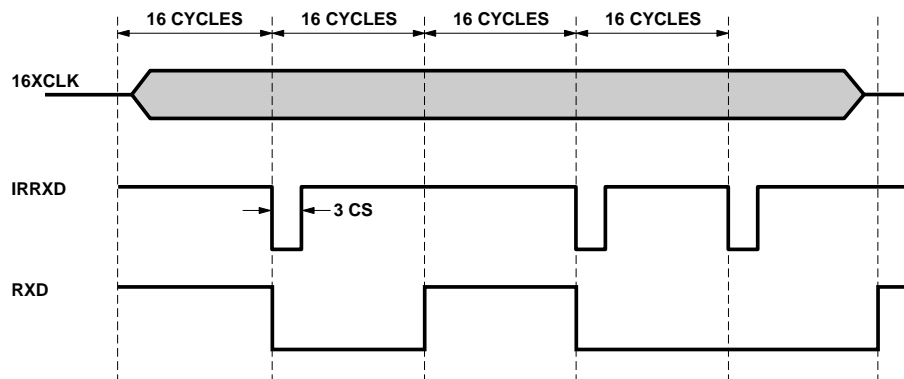 16 CYCLES 16 CYCLES 16 CYCLES 16 CYCLES
16XCLK
IRRXD
3 CS
RXD